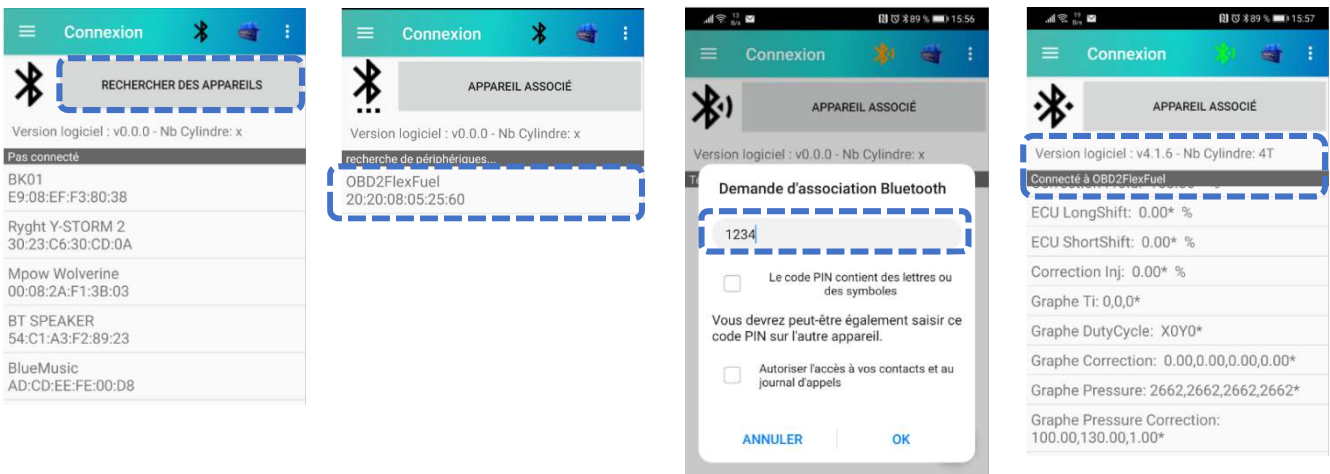 Connexion
RECHERCHER DES APPAREILS
Version logiciel : v0.0.0 - Nb Cylindre: x
Pas connecté
BK01
E9:08:EF:F3:80:38
Ryght Y-STORM 2
30:23:C6:30:CD:0A
Mpow Wolverine
00:08:2A:F1:3B:03
BT SPEAKER
54:C1:A3:F2:89:23
BlueMusic
AD:CD:EE:FE:00:D8
Connexion
APPAREIL ASSOCIÉ
Version logiciel : v0.0.0 - Nb Cylindre: x
recherche de périphériques...
OBD2FlexFuel
20:20:08:05:25:60
13 B/s 89 % 15:56
Connexion
APPAREIL ASSOCIÉ
Version logiciel : v0.0.0 - Nb Cylindre: x
Demande d'association Bluetooth
1234
Le code PIN contient des lettres ou
des symboles
Vous devrez peut-être également saisir ce
code PIN sur l'autre appareil.
Autoriser l'accès à vos contacts et au
journal d'appels
ANNULER OK
19 B/s 89 % 15:57
Connexion
APPAREIL ASSOCIÉ
Version logiciel : v4.1.6 - Nb Cylindre: 4T
Connecté à OBD2FlexFuel
ECU LongShift: 0.00* %
ECU ShortShift: 0.00* %
Correction Inj: 0.00* %
Graphe Ti: 0,0,0*
Graphe DutyCycle: X0Y0*
Graphe Correction: 0.00,0.00,0.00,0.00*
Graphe Pressure: 2662,2662,2662,2662*
Graphe Pressure Correction:
100.00,130.00,1.00*